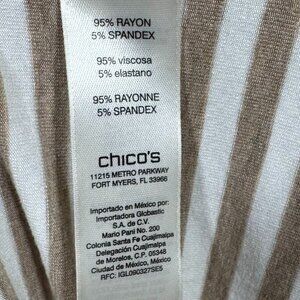 95% RAYON
5% SPANDEX
95% viscosa
5% elastano
95% RAYONNE
5% SPANDEX
chico's
11215 METRO PARKWAY
FORT MYERS, FL 33966
Importado en México por:
Importadora Globastic
S.A. de C.V.
Mario Pani No. 200
Colonia Santa Fe Cuajimalpa
Delegación Cuajimalpa
de Morelos, C.P. 05348
Ciudad de México, México
RFC: IGL090327SE5